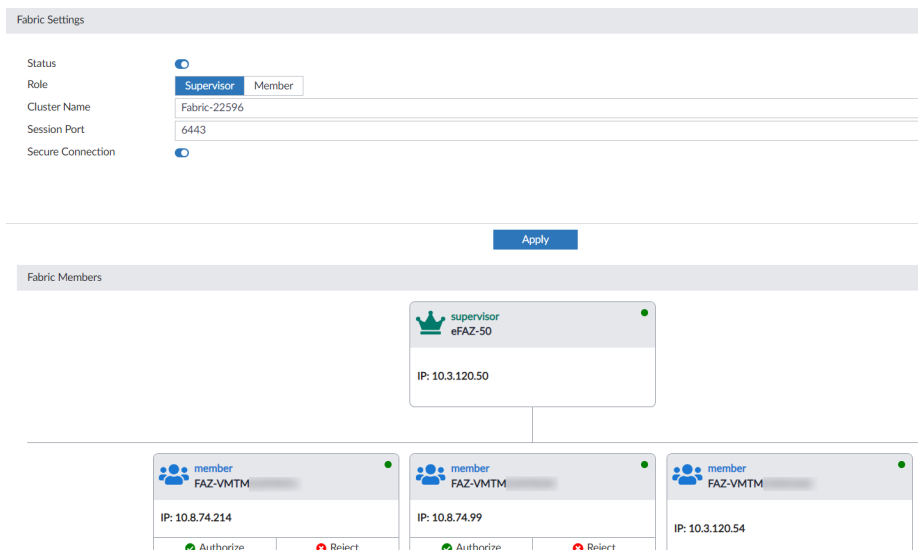 Fabric Settings
Status
Role Supervisor Member
Cluster Name Fabric-22596
Session Port 6443
Secure Connection
Apply
Fabric Members
supervisor
eFAZ-50
IP: 10.3.120.50
member member member
FAZ-VMTM FAZ-VMTM FAZ-VMTM
IP: 10.8.74.214 IP: 10.8.74.99 IP: 10.3.120.54
Authorize Reject Authorize Reject